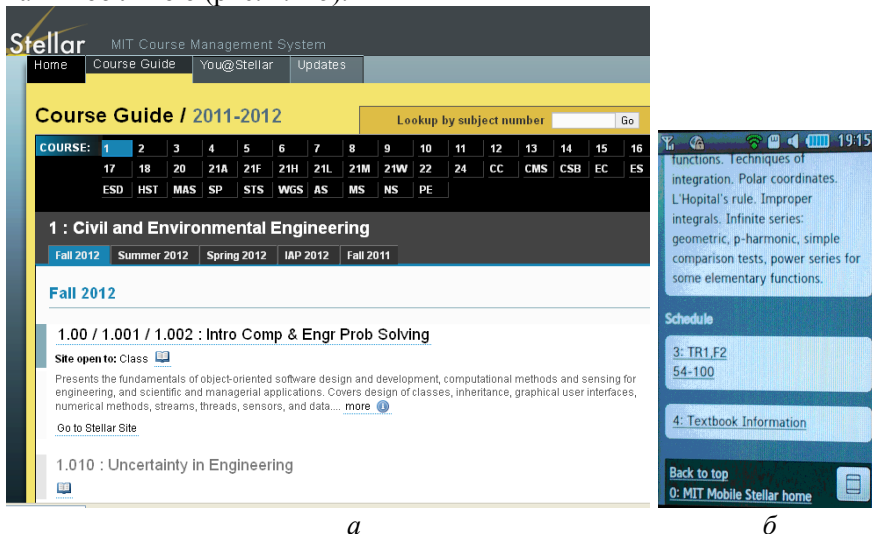 Stellar MIT Course Management System
Home Course Guide You@Stellar Updates
Course Guide / 2011-2012 Lookup by subject number Go
COURSE: 1 2 3 4 5 6 7 8 9 10 11 12 13 14 15 16
17 18 20 21A 21F 21H 21L 21M 21W 22 24 CC CMS CSB EC ES
ESD HST MAS SP STS WGS AS MS NS PE
1 : Civil and Environmental Engineering
Fall 2012 Summer 2012 Spring 2012 IAP 2012 Fall 2011
Fall 2012
1.00 / 1.001 / 1.002 : Intro Comp & Engr Prob Solving
Site open to: Class
Presents the fundamentals of object-oriented software design and development, computational methods and sensing for
engineering, and scientific and managerial applications. Covers design of classes, inheritance, graphical user interfaces,
numerical methods, streams, threads, sensors, and data.... more
Go to Stellar Site
1.010 : Uncertainty in Engineering
а
19:15
functions. Techniques of
integration. Polar coordinates.
L'Hopital's rule. Improper
integrals. Infinite series:
geometric, p-harmonic, simple
comparison tests, power series for
some elementary functions.
Schedule
3: TR1,F2
54-100
4: Textbook Information
Back to top
0: MIT Mobile Stellar home
б